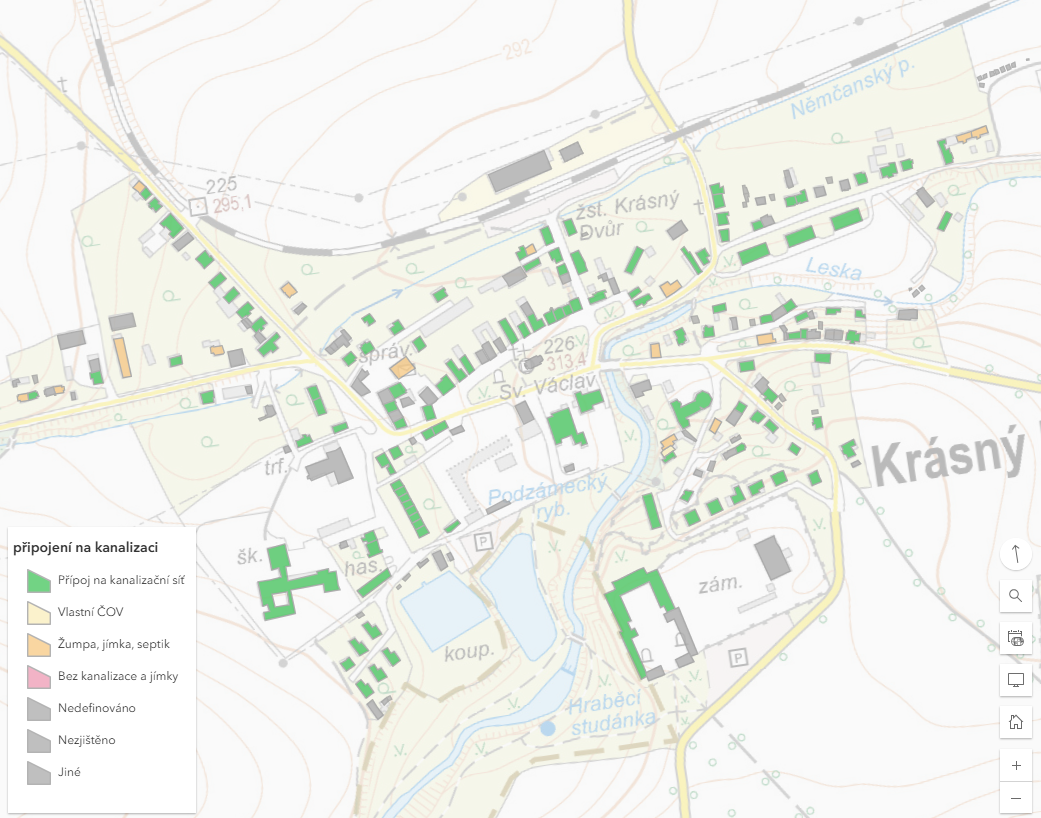 292
Němčanský p.
225
295,1
žst. Krásný
Dvůr
Leska
226
313,4
správ.
Sv. Václav
Krásný
trf.
Podzámecký
ryb.
šk.
has.
P
zám.
koup.
P
Hraběcí
studánka
připojení na kanalizaci
Přípoj na kanalizační síť
Vlastní ČOV
Žumpa, jímka, septik
Bez kanalizace a jímky
Nedefinováno
Nezjištěno
Jiné